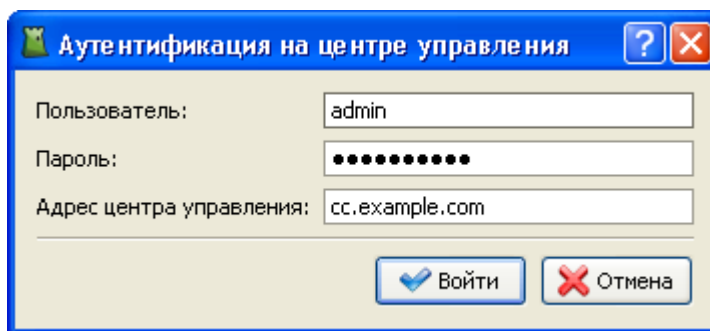 Аутентификация на центре управления
Пользователь: admin
Пароль: ●●●●●●●●●●
Адрес центра управления: cc.example.com
Войти Отмена